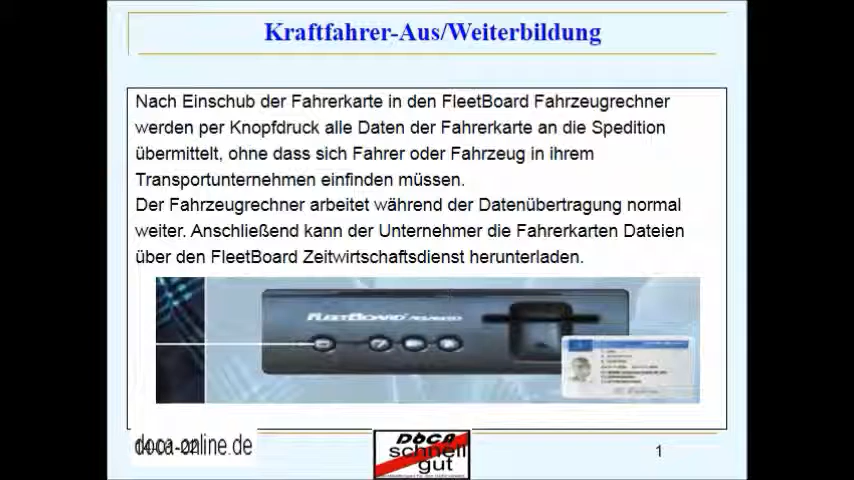 Kraftfahrer-Aus/Weiterbildung
Nach Einschub der Fahrerkarte in den FleetBoard Fahrzeugrechner
werden per Knopfdruck alle Daten der Fahrerkarte an die Spedition
übermittelt, ohne dass sich Fahrer oder Fahrzeug in ihrem
Transportunternehmen einfinden müssen.
Der Fahrzeugrechner arbeitet während der Datenübertragung normal
weiter. Anschließend kann der Unternehmer die Fahrerkarten Dateien
über den FleetBoard Zeitwirtschaftsdienst herunterladen.
FLEETBOARD
doca-online.de
DocA
schnell
gut
1